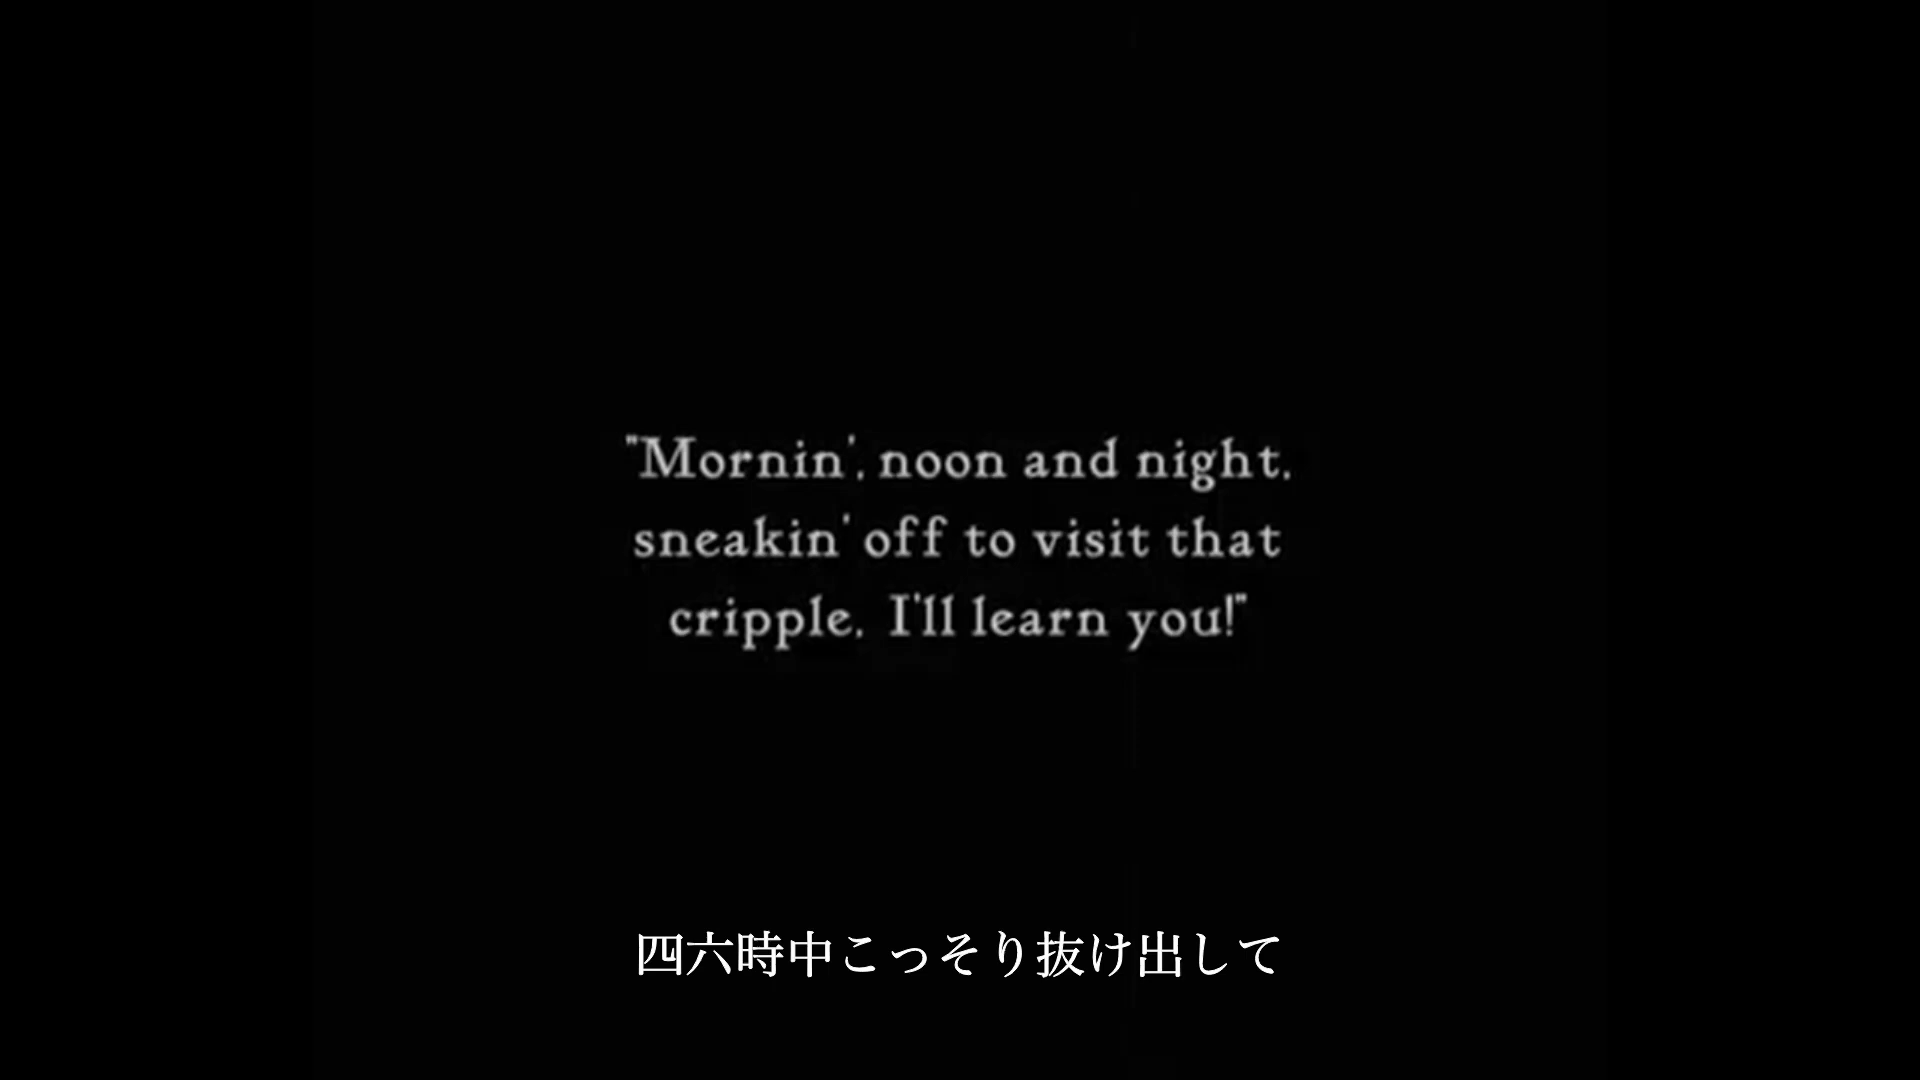 "Mornin', noon and night,
sneakin' off to visit that
cripple, I'll learn you!"
四六時中こっそり抜け出して